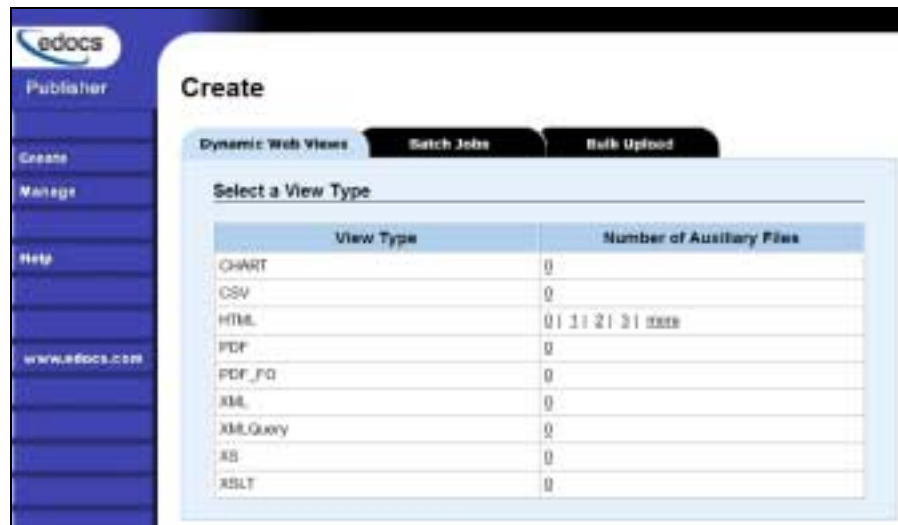 edocs
Publisher
Create
Manage
Help
www.edocs.com
Create
Dynamic Web Views Batch Jobs Bulk Upload
Select a View Type
View Type Number of Auxiliary Files
CHART 0
CSV 0
HTML 0 | 1 | 2 | 3 | more
PDF 0
PDF_FO 0
XML 0
XMLQuery 0
XS 0
XSLT 0